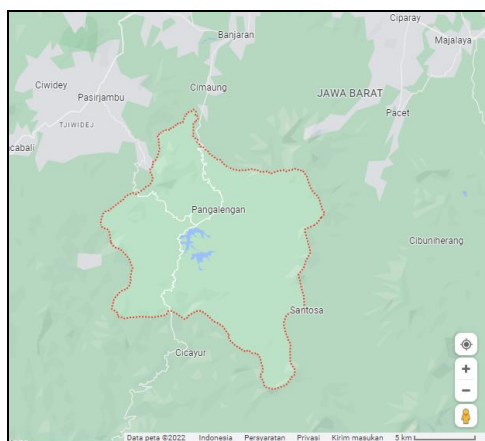 Ciparay
Banjaran
Majalaya
Ciwidey
Cimaung
Pasirjambu
JAWA BARAT
Pacet
TJIWIDEJ
cabali
Pangalengan
Cibuniherang
Santosa
Cicayur
Data peta ©2022 Indonesia Persyaratan Privasi Kirim masukan 5 km